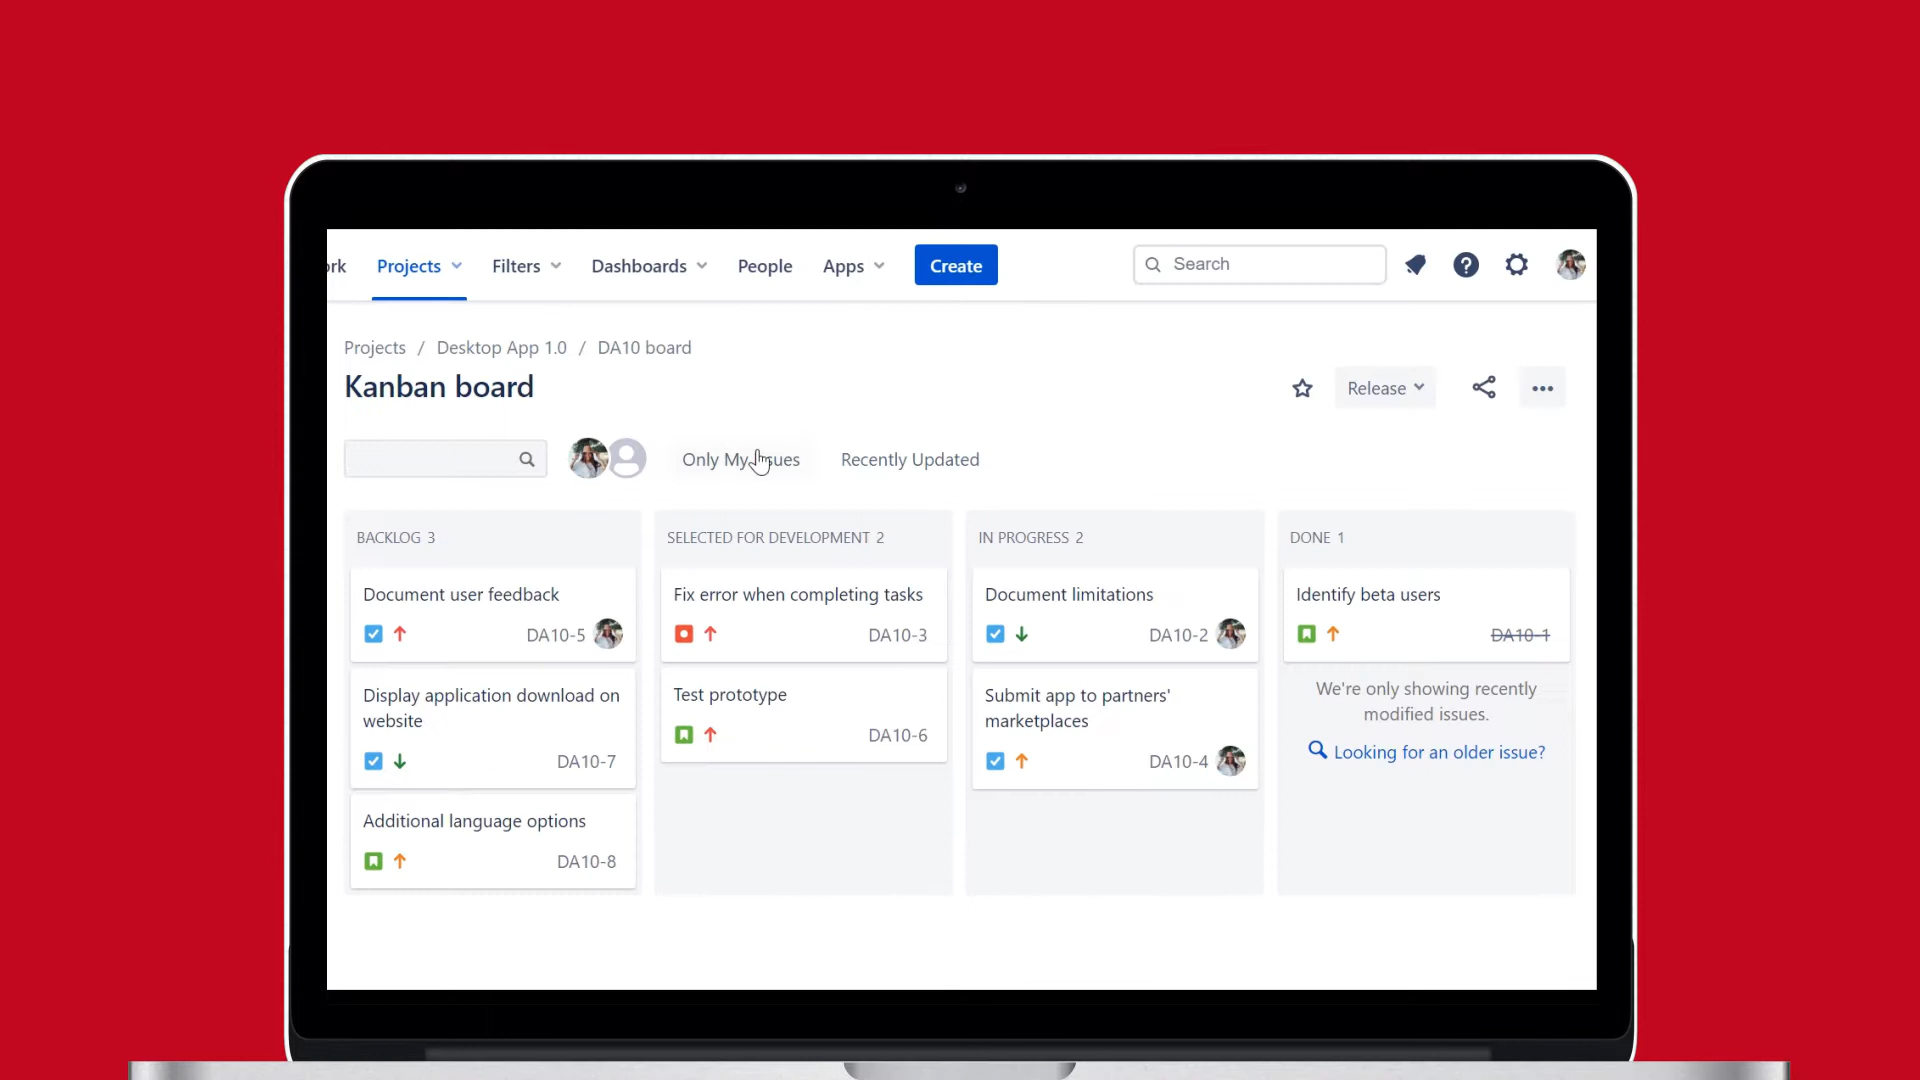 rk
Projects
Filters
Dashboards
People
Apps
Create
Search
Projects / Desktop App 1.0 / DA10 board
Kanban board
Release
Only My
sues
Recently Updated
BACKLOG 3
Document user feedback
DA10-5
Display application download on
website
DA10-7
Additional language options
DA10-8
SELECTED FOR DEVELOPMENT 2
Fix error when completing tasks
DA10-3
Test prototype
DA10-6
IN PROGRESS 2
Document limitations
DA10-2
Submit app to partners'
marketplaces
DA10-4
DONE 1
Identify beta users
DA10-1
We're only showing recently
modified issues.
Looking for an older issue?